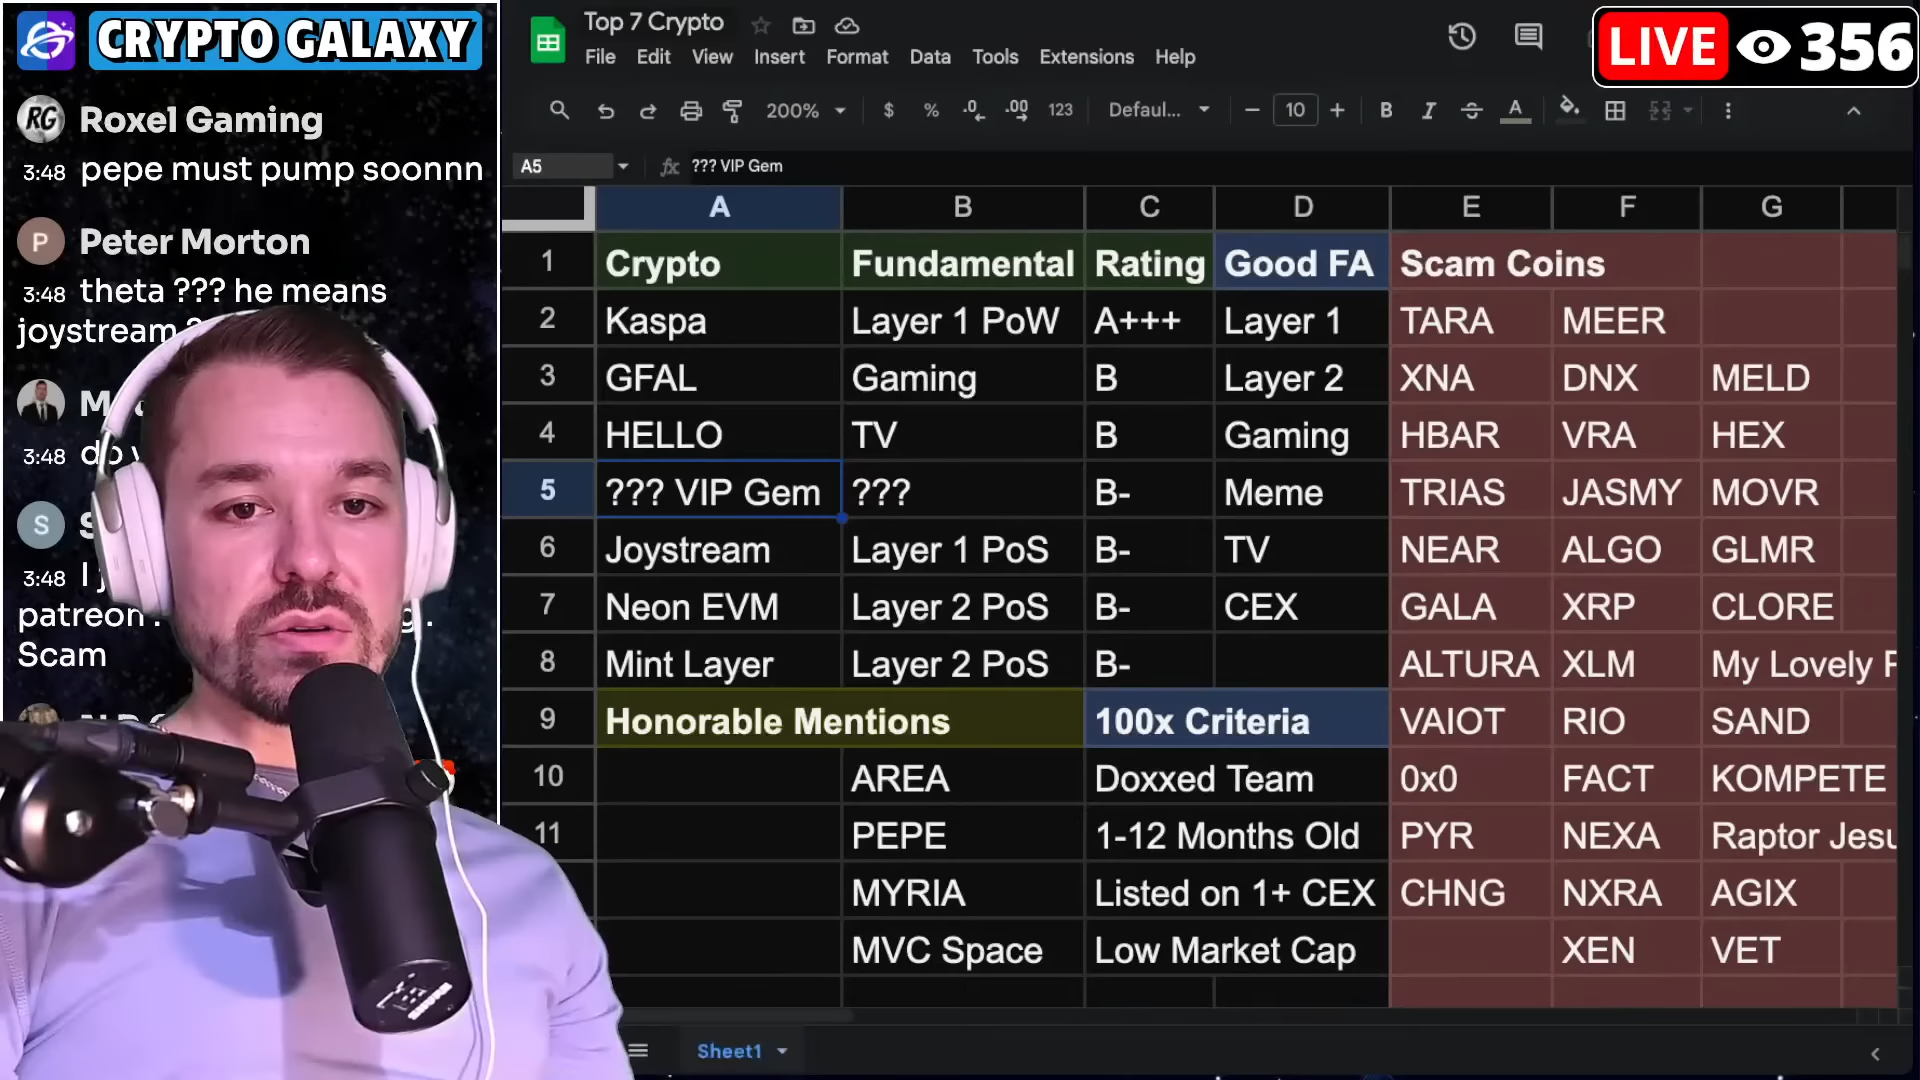 CRYPTO GALAXY
RG
Roxel Gaming
3:48 pepe must pump soonnn
P
Peter Morton
3:48 theta ??? he means
joystream
3:48
S
3:48 I
patreon
Scam
Top 7 Crypto
File Edit View Insert Format Data Tools Extensions Help
LIVE 356
200% $ % .0 .00 123 Defaul... 10 B I A
A5 fx ??? VIP Gem
A B C D E F G
1 Crypto Fundamental Rating Good FA Scam Coins
2 Kaspa Layer 1 PoW A+++ Layer 1 TARA MEER
3 GFAL Gaming B Layer 2 XNA DNX MELD
4 HELLO TV B Gaming HBAR VRA HEX
5 ??? VIP Gem ??? B- Meme TRIAS JASMY MOVR
6 Joystream Layer 1 PoS B- TV NEAR ALGO GLMR
7 Neon EVM Layer 2 PoS B- CEX GALA XRP CLORE
8 Mint Layer Layer 2 PoS B- ALTURA XLM My Lovely
9 Honorable Mentions 100x Criteria VAIOT RIO SAND
10 AREA Doxxed Team 0x0 FACT KOMPETE
11 PEPE 1-12 Months Old PYR NEXA Raptor
MYRIA Listed on 1+ CEX CHNG NXRA AGIX
MVC Space Low Market Cap XEN VET
Sheet1